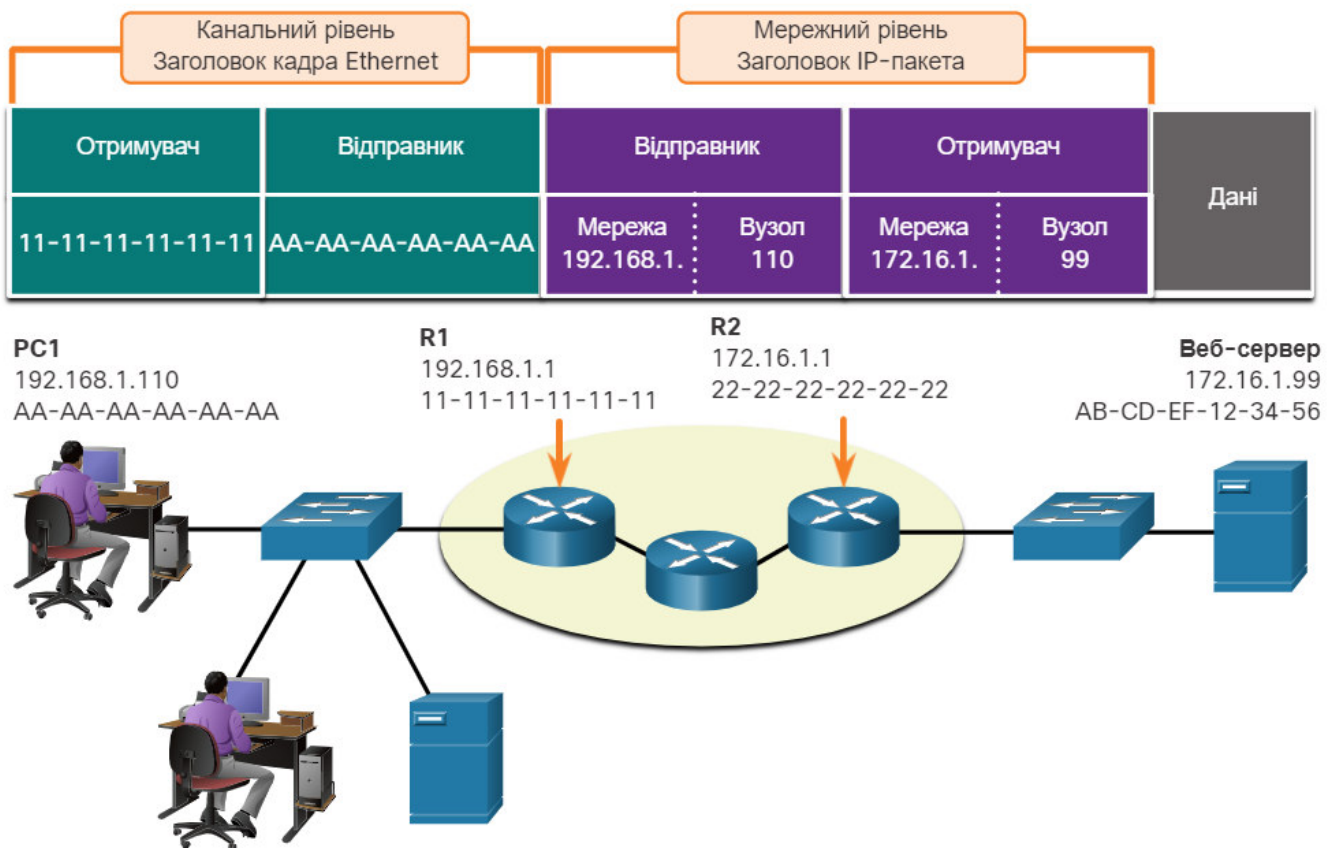 Канальний рівень
Заголовок кадра Ethernet
Мережний рівень
Заголовок IP-пакета
Отримувач
Відправник
Відправник
Отримувач
Дані
11-11-11-11-11-11
AA-AA-AA-AA-AA-AA
Мережа
192.168.1.
Вузол
110
Мережа
172.16.1.
Вузол
99
PC1
192.168.1.110
AA-AA-AA-AA-AA-AA
R1
192.168.1.1
11-11-11-11-11-11
R2
172.16.1.1
22-22-22-22-22-22
Веб-сервер
172.16.1.99
AB-CD-EF-12-34-56